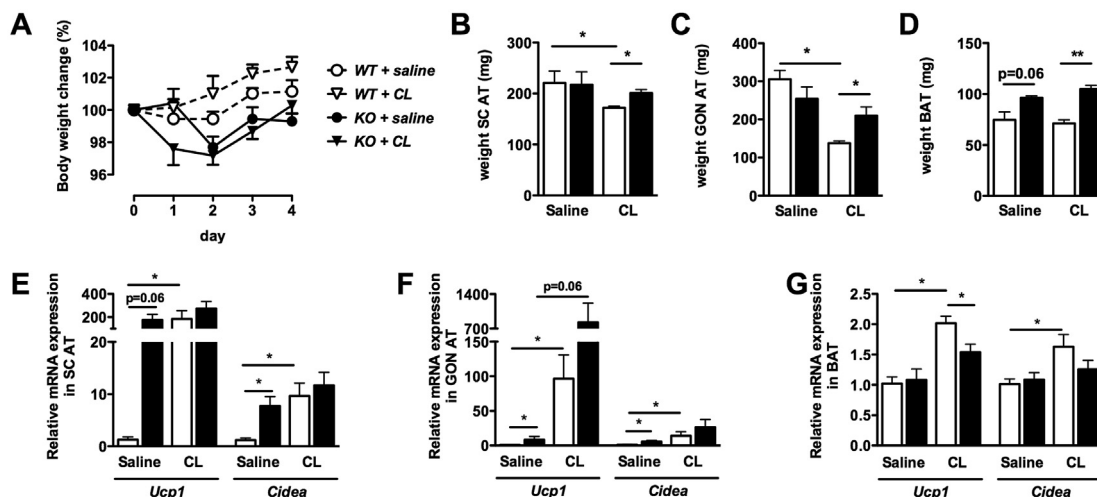 A
Body weight change (%)
104
102
100
98
96
0 1 2 3 4
day
WT + saline
WT + CL
KO + saline
KO + CL
B
weight SC AT (mg)
300
200
100
0
*
*
Saline CL
C
weight GON AT (mg)
400
300
200
100
0
*
*
Saline CL
D
weight BAT (mg)
150
100
50
0
p=0.06
**
Saline CL
E
Relative mRNA expression
in SC AT
400
200
20
10
0
*
p=0.06
*
*
Saline CL Saline CL
Ucp1 Cidea
F
Relative mRNA expression
in GON AT
1400
700
150
100
50
0
p=0.06
*
*
*
*
Saline CL Saline CL
Ucp1 Cidea
G
Relative mRNA expression
in BAT
2.5
2.0
1.5
1.0
0.5
0.0
*
*
*
Saline CL Saline CL
Ucp1 Cidea